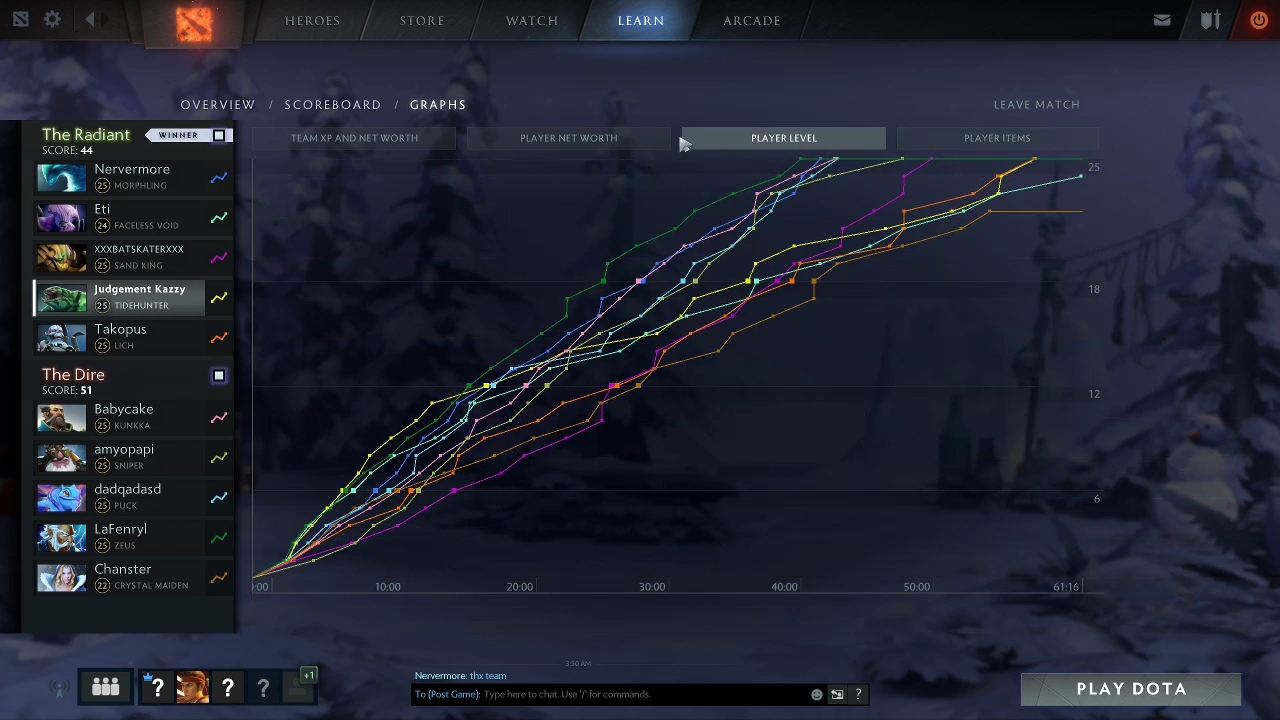 HEROES STORE WATCH LEARN ARCADE
OVERVIEW / SCOREBOARD / GRAPHS LEAVE MATCH
TEAM XP AND NET WORTH PLAYER NET WORTH PLAYER LEVEL PLAYER ITEMS
The Radiant WINNER
SCORE: 44
Nervermore
25 MORPHLING
Eti
24 FACELESS VOID
XXXBATSKATERXXX
25 SAND KING
Judgement Kazzy
25 TIDEHUNTER
Takopus
25 LICH
The Dire
SCORE: 51
Babycake
25 KUNKKA
amyopapi
25 SNIPER
dadqadasd
25 PUCK
LaFenryl
25 ZEUS
Chanster
22 CRYSTAL MAIDEN
25
18
12
6
:00 10:00 20:00 30:00 40:00 50:00 61:16
3:50 AM
Nervermore: thx team
To (Post Game): Type here to chat. Use '/' for commands.
?
? ? ? +1
PLAY DOTA